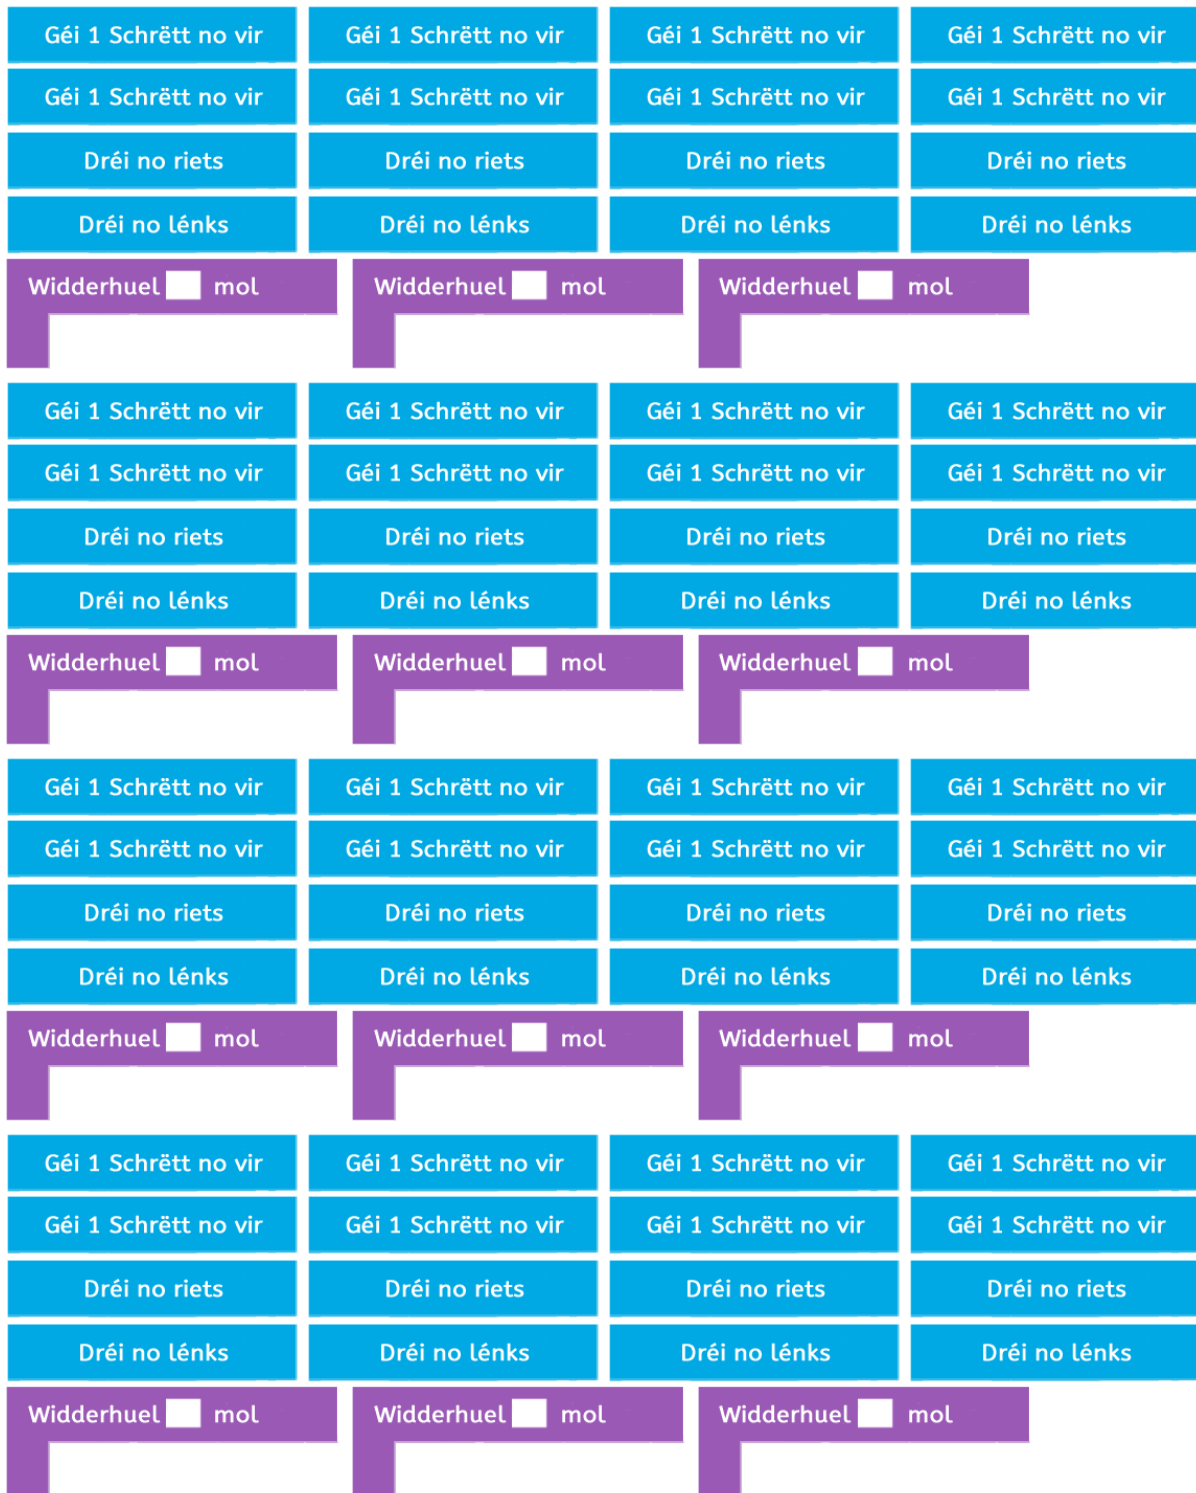 Géi 1 Schrëtt no vir Géi 1 Schrëtt no vir Géi 1 Schrëtt no vir Géi 1 Schrëtt no vir
Géi 1 Schrëtt no vir Géi 1 Schrëtt no vir Géi 1 Schrëtt no vir Géi 1 Schrëtt no vir
Dréi no riets Dréi no riets Dréi no riets Dréi no riets
Dréi no lénks Dréi no lénks Dréi no lénks Dréi no lénks
Widderhuel mol Widderhuel mol Widderhuel mol
Géi 1 Schrëtt no vir Géi 1 Schrëtt no vir Géi 1 Schrëtt no vir Géi 1 Schrëtt no vir
Géi 1 Schrëtt no vir Géi 1 Schrëtt no vir Géi 1 Schrëtt no vir Géi 1 Schrëtt no vir
Dréi no riets Dréi no riets Dréi no riets Dréi no riets
Dréi no lénks Dréi no lénks Dréi no lénks Dréi no lénks
Widderhuel mol Widderhuel mol Widderhuel mol
Géi 1 Schrëtt no vir Géi 1 Schrëtt no vir Géi 1 Schrëtt no vir Géi 1 Schrëtt no vir
Géi 1 Schrëtt no vir Géi 1 Schrëtt no vir Géi 1 Schrëtt no vir Géi 1 Schrëtt no vir
Dréi no riets Dréi no riets Dréi no riets Dréi no riets
Dréi no lénks Dréi no lénks Dréi no lénks Dréi no lénks
Widderhuel mol Widderhuel mol Widderhuel mol
Géi 1 Schrëtt no vir Géi 1 Schrëtt no vir Géi 1 Schrëtt no vir Géi 1 Schrëtt no vir
Géi 1 Schrëtt no vir Géi 1 Schrëtt no vir Géi 1 Schrëtt no vir Géi 1 Schrëtt no vir
Dréi no riets Dréi no riets Dréi no riets Dréi no riets
Dréi no lénks Dréi no lénks Dréi no lénks Dréi no lénks
Widderhuel mol Widderhuel mol Widderhuel mol